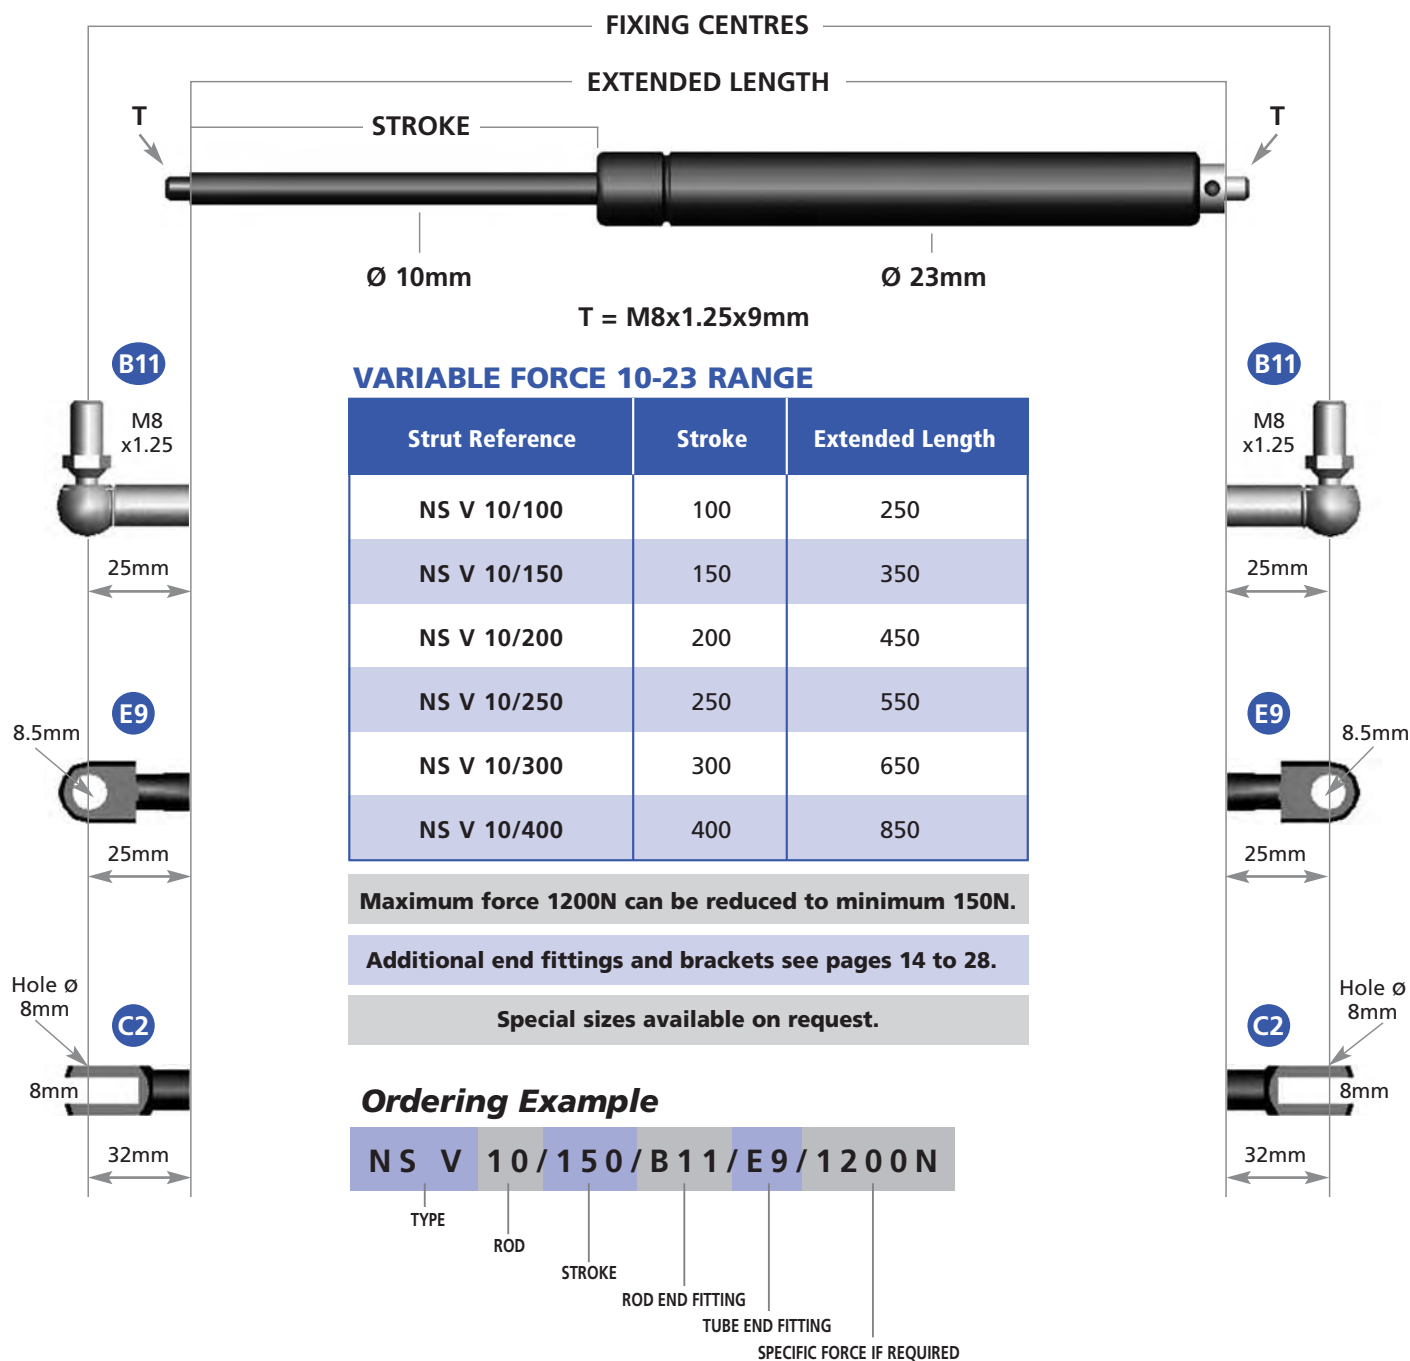 FIXING CENTRES
EXTENDED LENGTH
STROKE
T
T
Ø 10mm
Ø 23mm
T = M8x1.25x9mm
B11
M8
x1.25
25mm
E9
8.5mm
25mm
C2
Hole ø
8mm
8mm
32mm
VARIABLE FORCE 10-23 RANGE
Strut Reference Stroke Extended Length
NS V 10/100 100 250
NS V 10/150 150 350
NS V 10/200 200 450
NS V 10/250 250 550
NS V 10/300 300 650
NS V 10/400 400 850
Maximum force 1200N can be reduced to minimum 150N.
Additional end fittings and brackets see pages 14 to 28.
Special sizes available on request.
Ordering Example
NS V 10/150/B11/E9/1200N
TYPE
ROD
STROKE
ROD END FITTING
TUBE END FITTING
SPECIFIC FORCE IF REQUIRED
B11
M8
x1.25
25mm
E9
8.5mm
25mm
C2
Hole ø
8mm
8mm
32mm